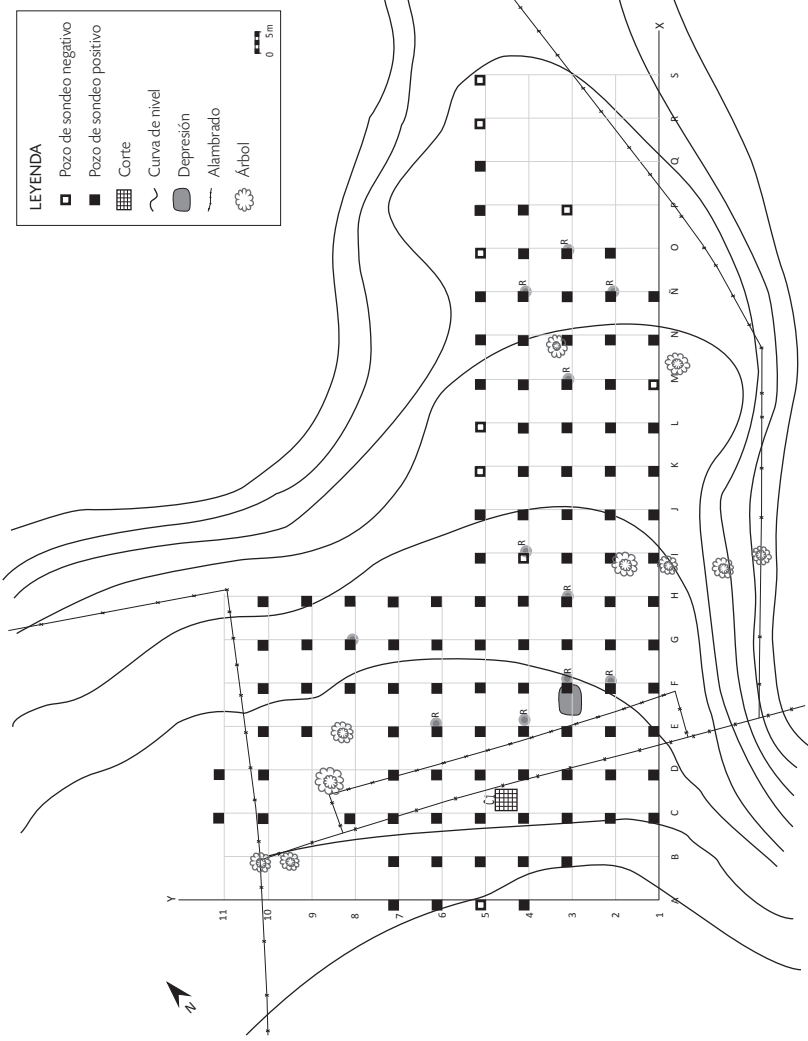 LEYENDA
Pozo de sondeo negativo
Pozo de sondeo positivo
Corte
Curva de nivel
Depresión
Alambrado
Árbol
0 5 m
X
S
R
Q
P
O
Ñ
N
M
L
K
J
I
H
G
F
E
D
C
B
A
Y
11
10
9
8
7
6
5
4
3
2
1
R
R
R
R
R
R
R
R
R
R
R
C1
N